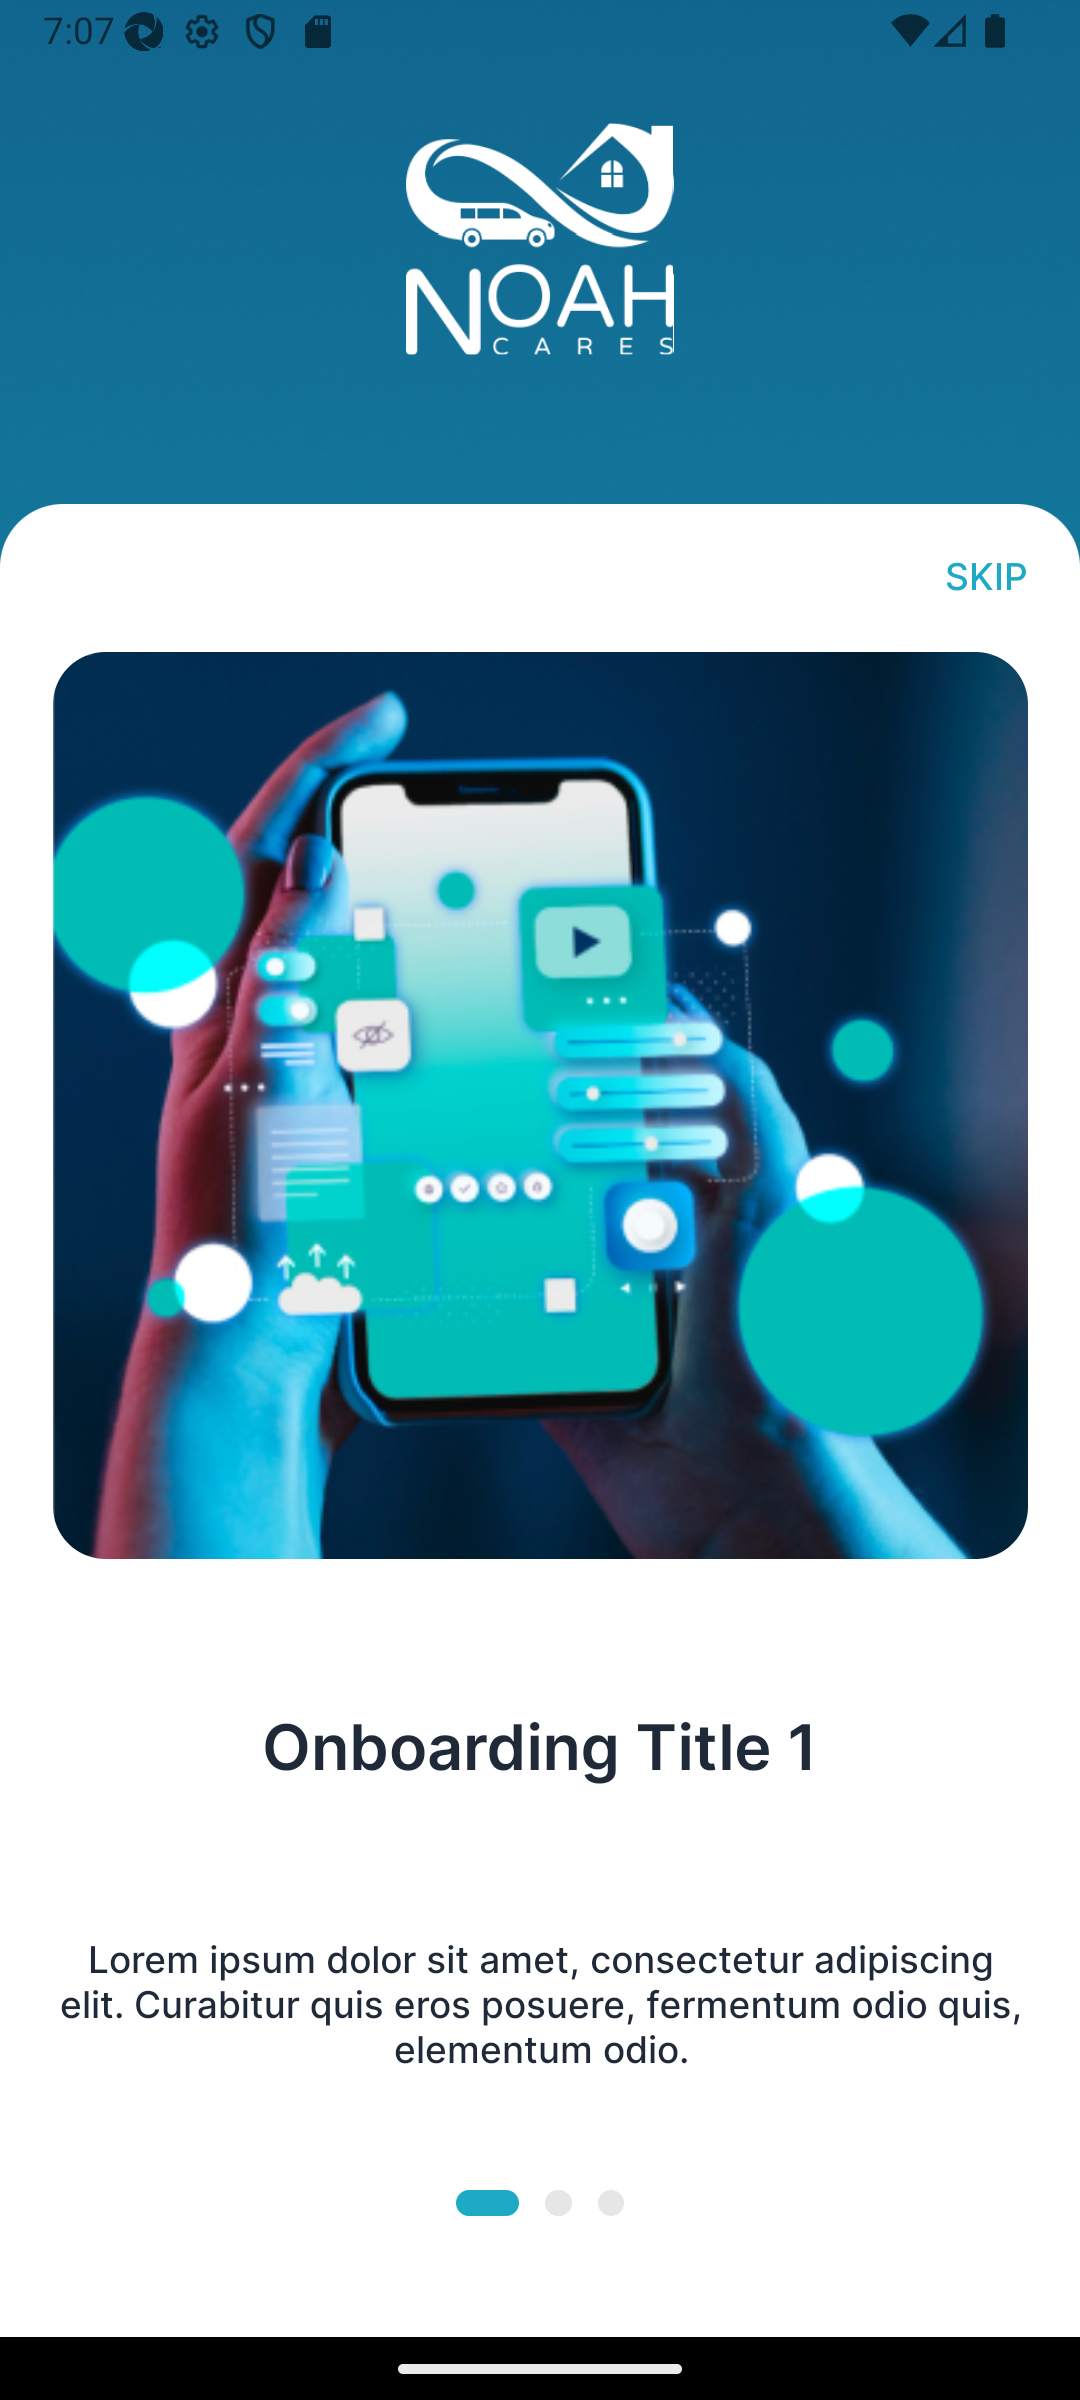 7:07
NOAH
CARES
SKIP
Onboarding Title 1
Lorem ipsum dolor sit amet, consectetur adipiscing
elit. Curabitur quis eros posuere, fermentum odio quis,
elementum odio.